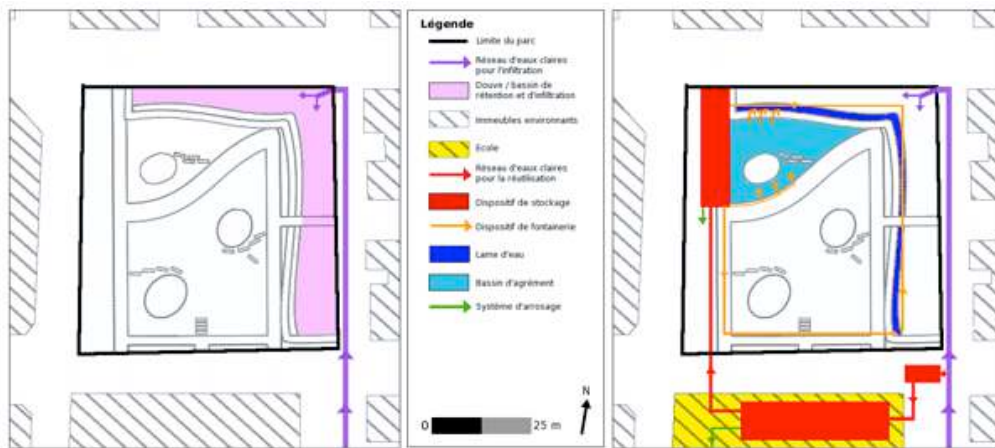 Légende
Limite du parc
Réseau d'eaux claires
pour l'infiltration
Douve / bassin de
rétention et d'infiltration
Immeubles environnants
Ecole
Réseau d'eaux claires
pour la réutilisation
Dispositif de stockage
Dispositif de fontainerie
Lame d'eau
Bassin d'agrément
Système d'arrosage
N
0 25 m